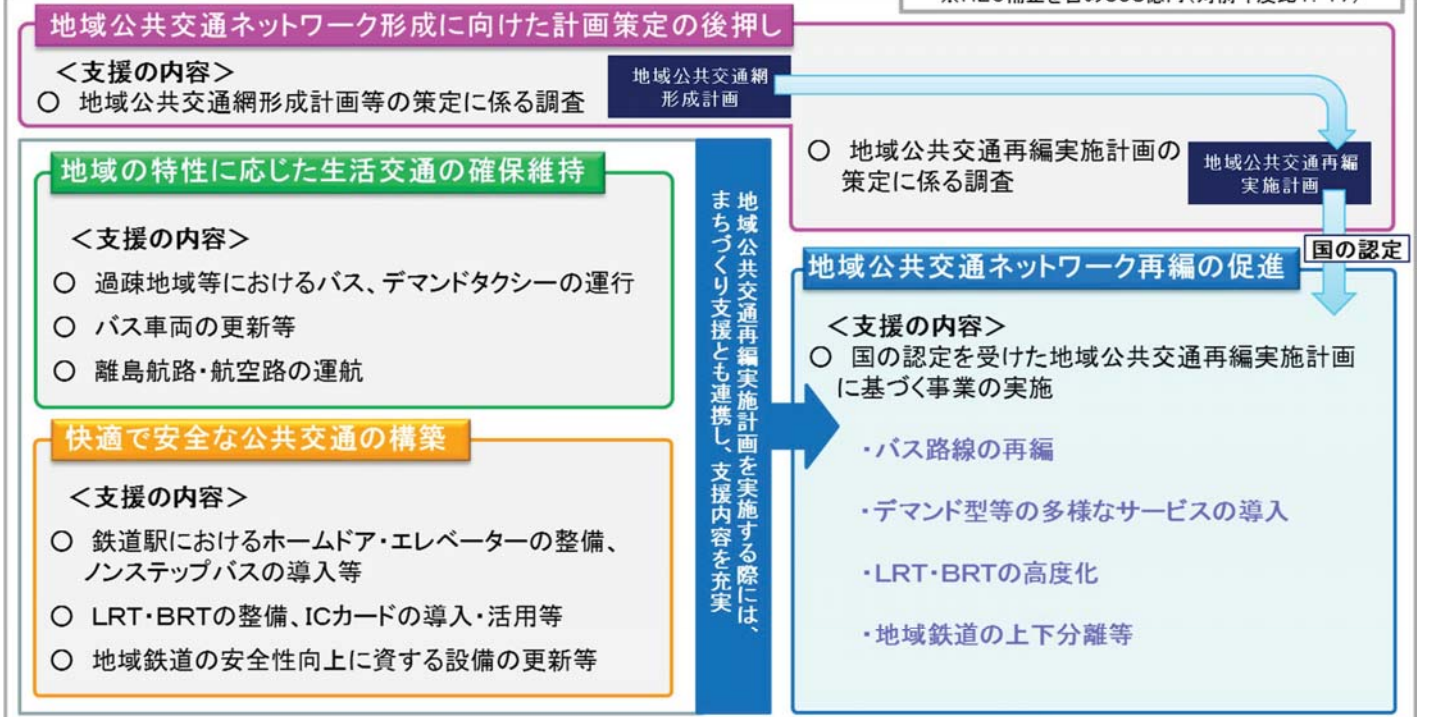 地域公共交通ネットワーク形成に向けた計画策定の後押し
＜支援の内容＞
○ 地域公共交通網形成計画等の策定に係る調査
地域公共交通網
形成計画
○ 地域公共交通再編実施計画の
策定に係る調査
地域公共交通再編
実施計画
国の認定
地域の特性に応じた生活交通の確保維持
＜支援の内容＞
○ 過疎地域等におけるバス、デマンドタクシーの運行
○ バス車両の更新等
○ 離島航路・航空路の運航
快適で安全な公共交通の構築
＜支援の内容＞
○ 鉄道駅におけるホームドア・エレベーターの整備、
ノンステップバスの導入等
○ LRT・BRTの整備、ICカードの導入・活用等
○ 地域鉄道の安全性向上に資する設備の更新等
地域公共交通再編実施計画を実施する際には、
まちづくり支援とも連携し、支援内容を充実
地域公共交通ネットワーク再編の促進
＜支援の内容＞
○ 国の認定を受けた地域公共交通再編実施計画
に基づく事業の実施
・バス路線の再編
・デマンド型等の多様なサービスの導入
・LRT・BRTの高度化
・地域鉄道の上下分離等